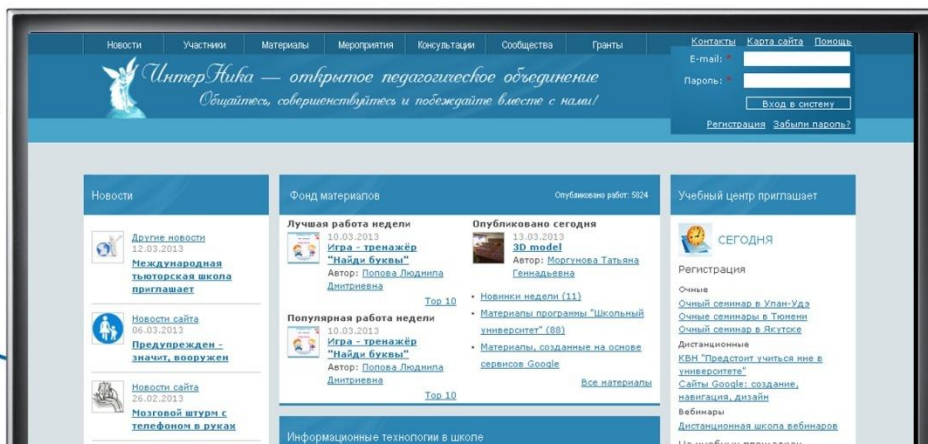 Новости Участники Материалы Мероприятия Консультации Сообщества Гранты
Контакты Карта сайта Помощь
ИнтерНика — открытое педагогическое объединение
Общайтесь, совершенствуйтесь и побеждайте вместе с нами!
E-mail: *
Пароль: *
Вход в систему
Регистрация Забыли пароль?
Новости
Другие новости
12.03.2013
Международная
тьюторская школа
приглашает
Новости сайта
06.03.2013
Предупрежден -
значит, вооружен
Новости сайта
26.02.2013
Мозговой штурм с
телефоном в руках
Фонд материалов
Опубликовано работ: 5824
Лучшая работа недели
10.03.2013
Игра - тренажёр
"Найди буквы"
Автор: Попова Людмила
Дмитриевна
Top 10
Популярная работа недели
10.03.2013
Игра - тренажёр
"Найди буквы"
Автор: Попова Людмила
Дмитриевна
Top 10
Опубликовано сегодня
13.03.2013
3D model
Автор: Моргунова Татьяна
Геннадьевна
• Новинки недели (11)
• Материалы программы "Школьный
университет" (88)
• Материалы, созданные на основе
сервисов Google
Все материалы
Информационные технологии в школе
Учебный центр приглашает
СЕГОДНЯ
Регистрация
Очные
Очный семинар в Улан-Удэ
Очные семинары в Тюмени
Очный семинар в Якутске
Дистанционные
КВН "Предстоит учиться мне в
университете"
Сайты Google: создание,
навигация, дизайн
Вебинары
Дистанционная школа вебинаров